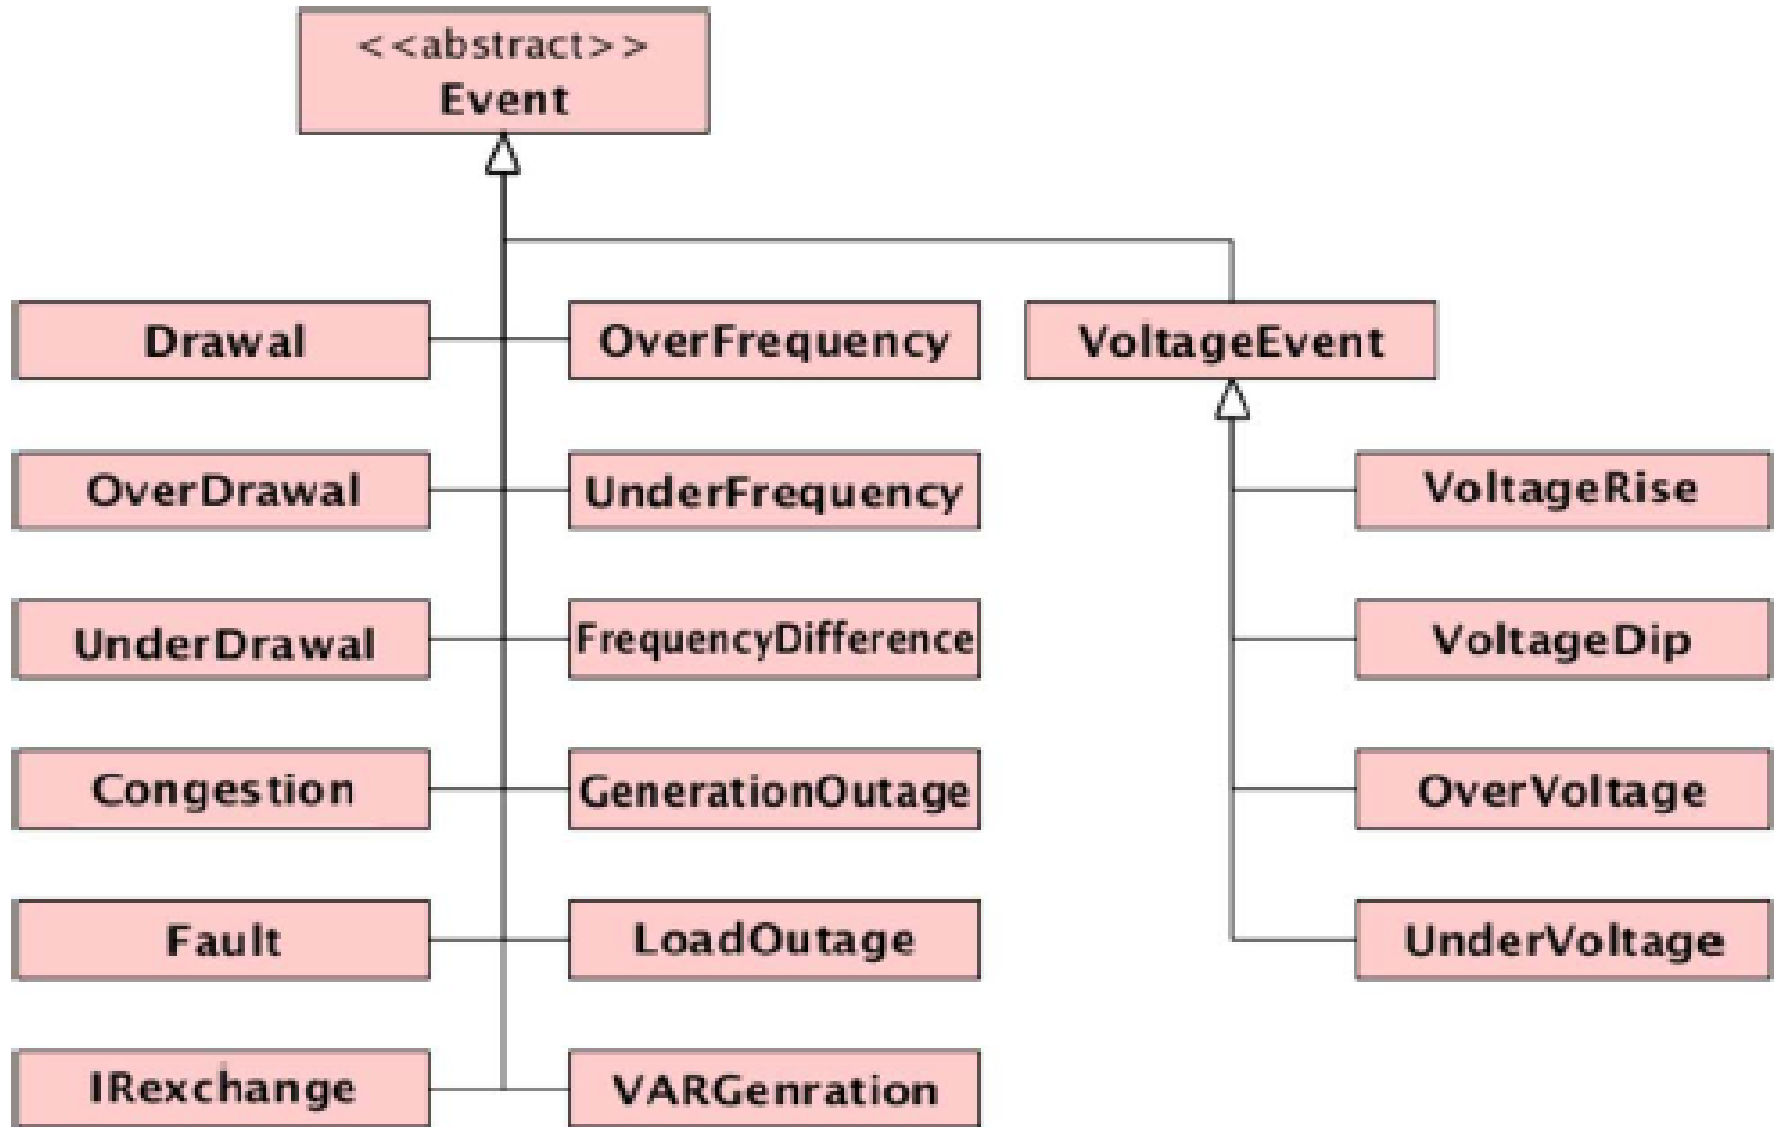 <<abstract>>
Event
Drawal
OverFrequency
VoltageEvent
OverDrawal
UnderFrequency
VoltageRise
UnderDrawal
FrequencyDifference
VoltageDip
Congestion
GenerationOutage
OverVoltage
Fault
LoadOutage
UnderVoltage
IRexchange
VARGenration